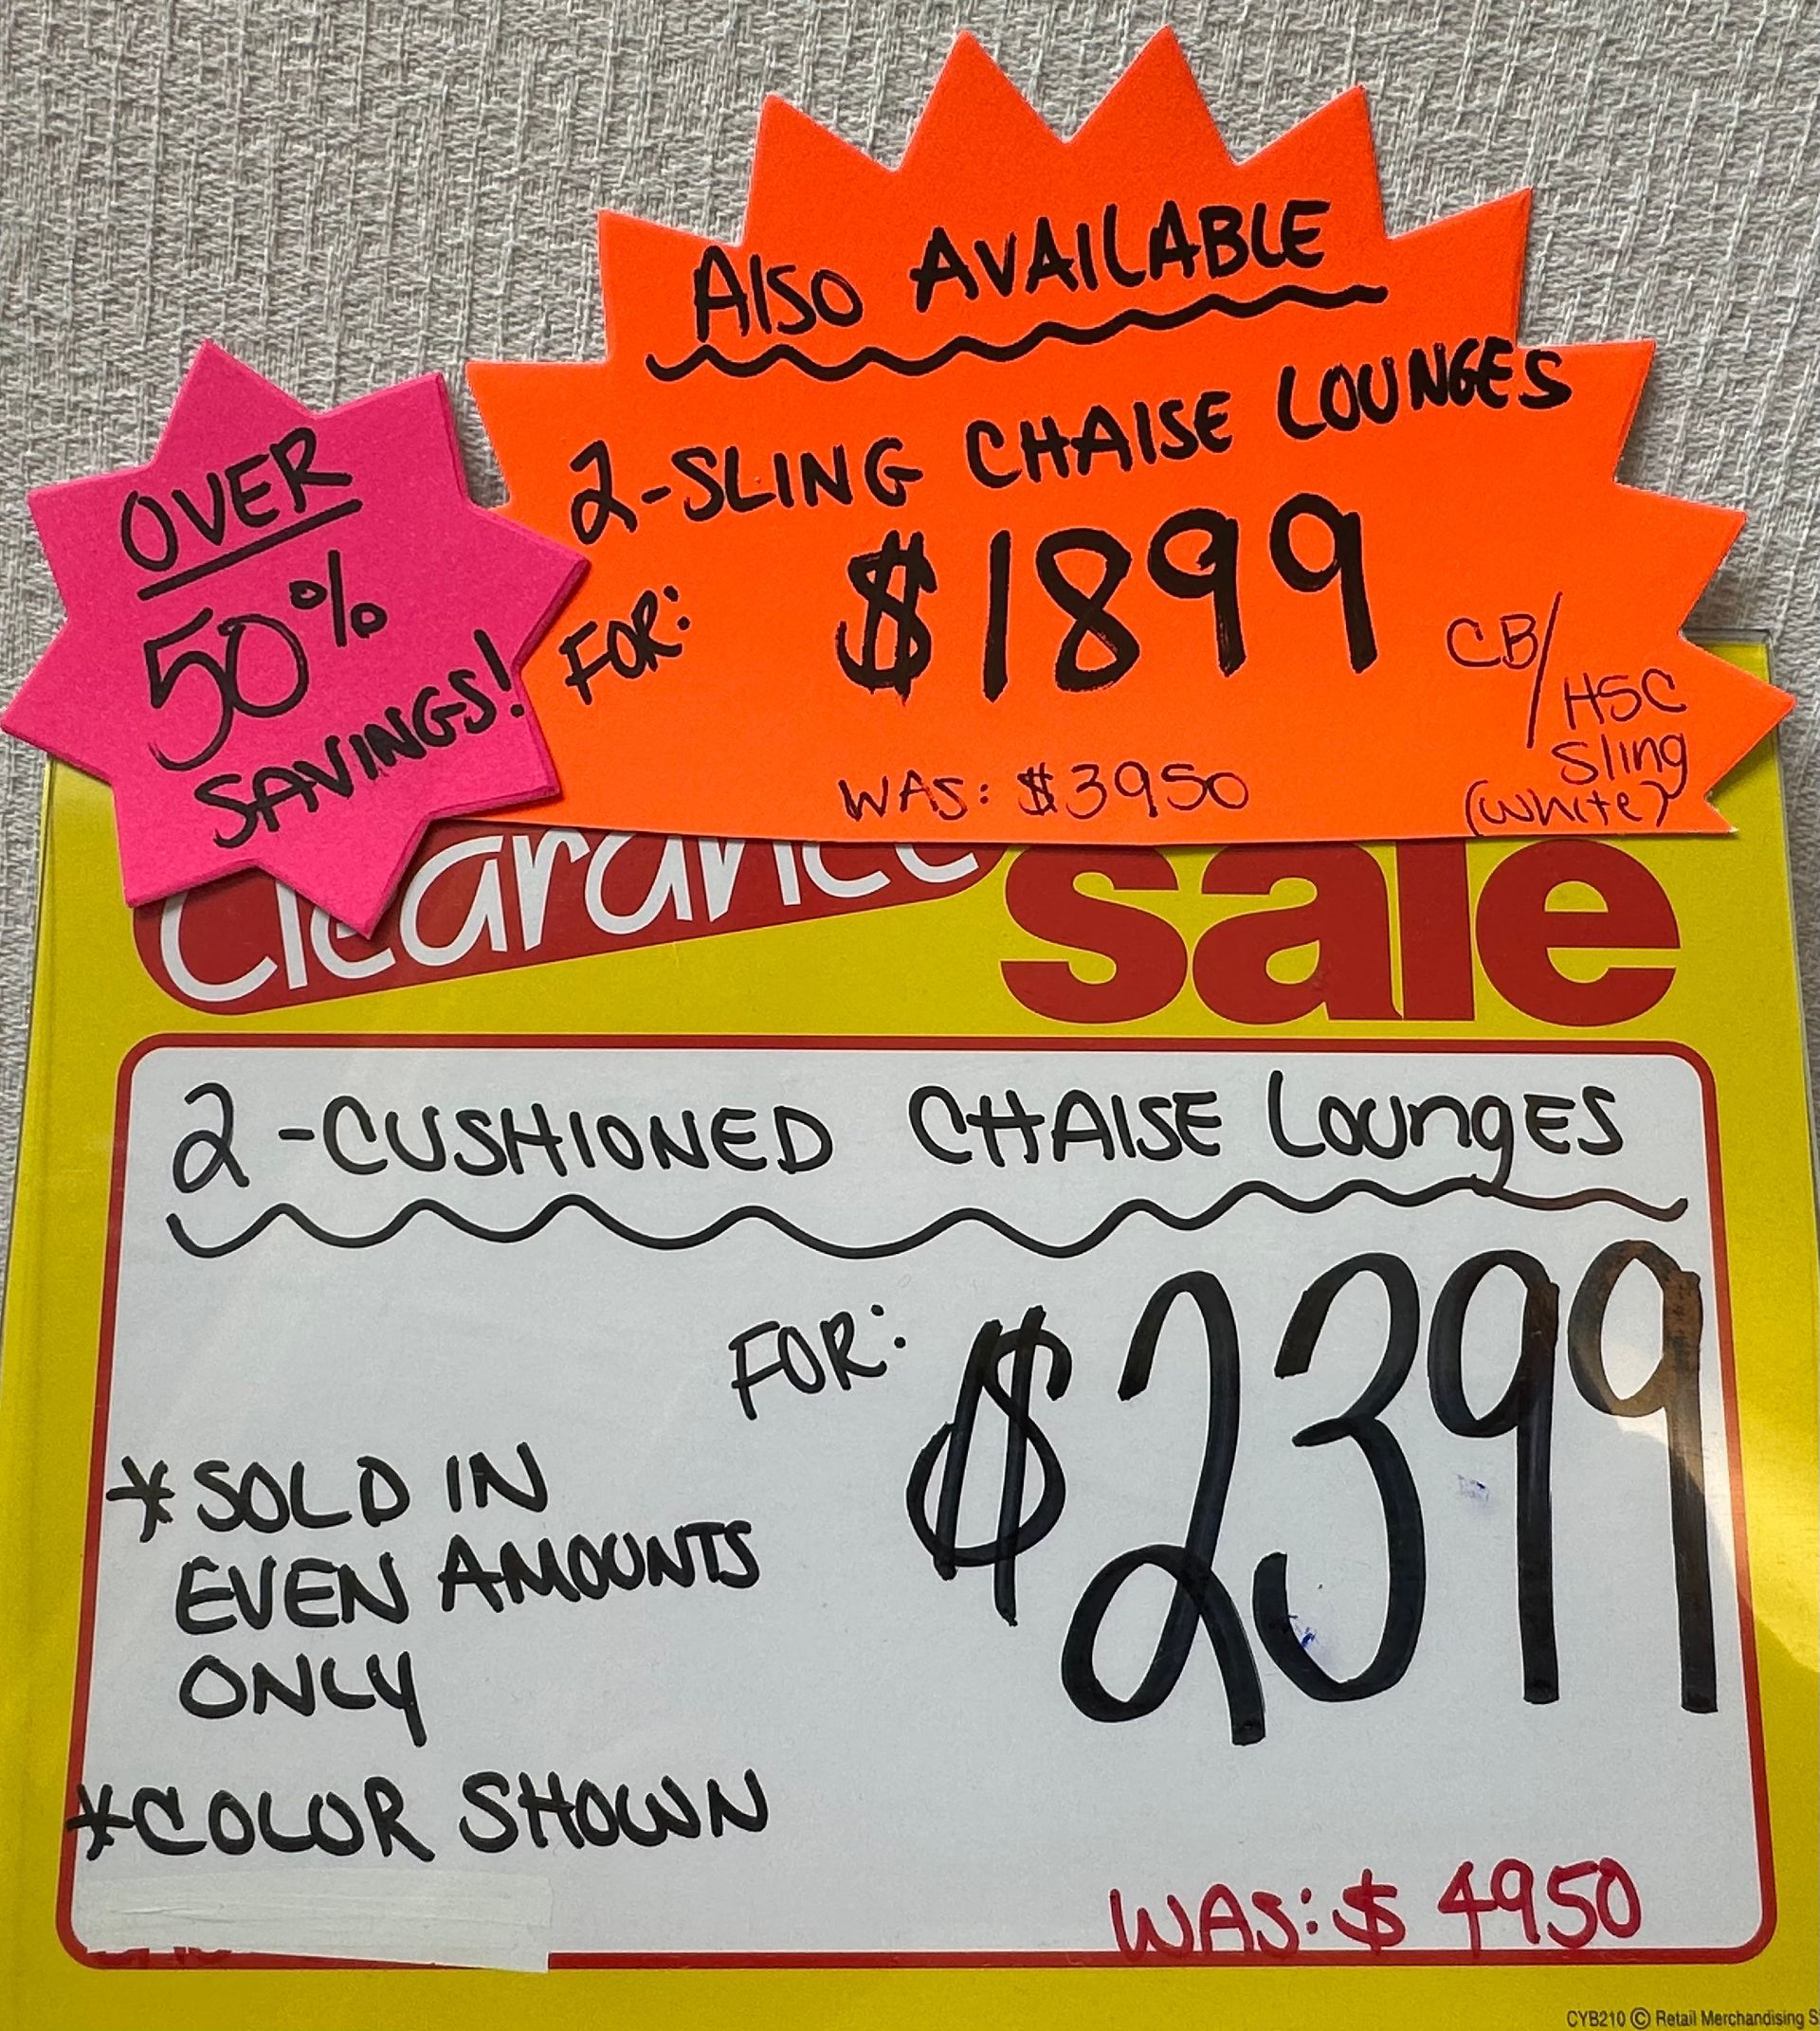 Also AVAILABLE
2-SLING CHAISE LOUNGES
FOR: $1899
CB/
HSC
Sling
(white)
WAS: $3950
OVER
50%
SAVINGS!
Clearance sale
2-CUSHIONED CHAISE LoungES
FOR: $2399
*SOLD IN
EVEN AMOUNTS
ONLY
*COLOR SHOWN
WAS: $4950
CYB210 © Retail Merchandising